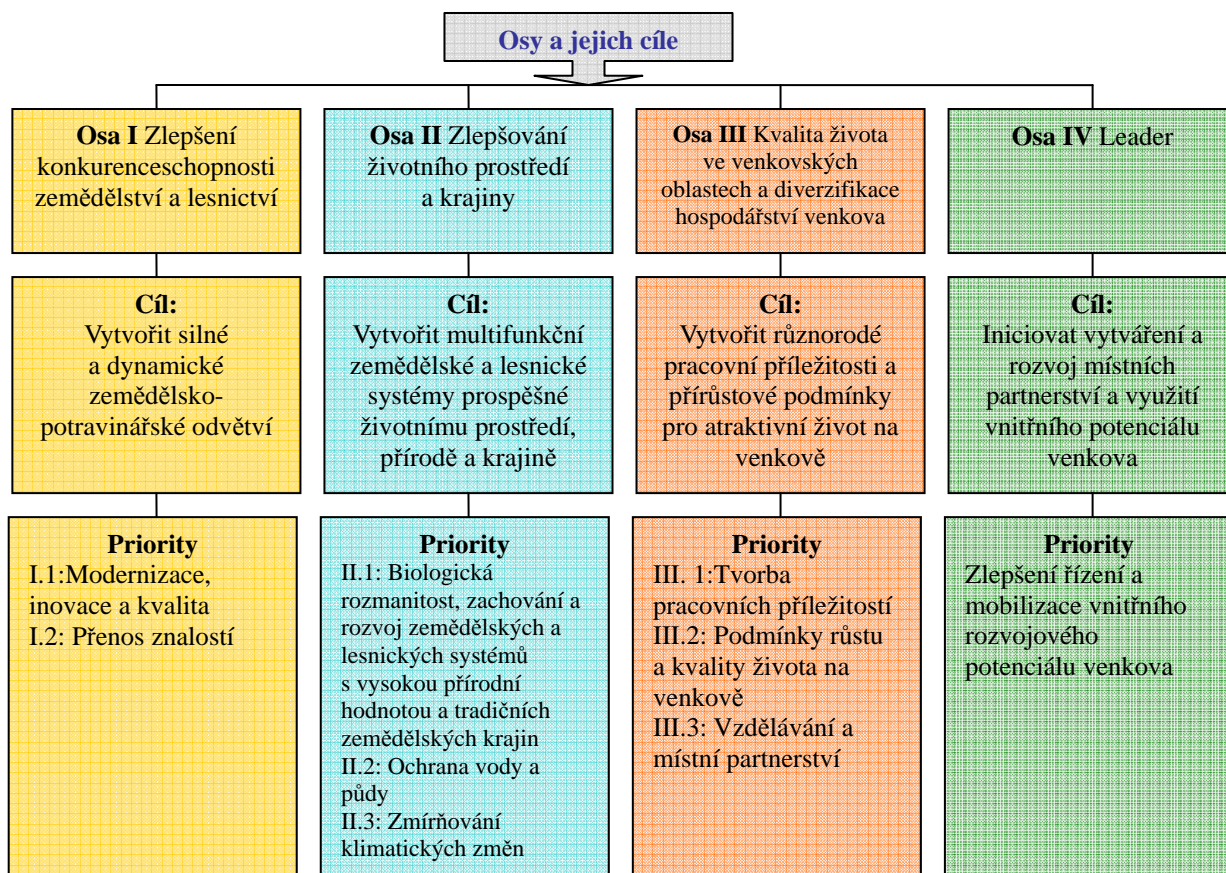 Osy a jejich cíle
Osa I Zlepšení
konkurenceschopnosti
zemědělství a lesnictví
Osa II Zlepšování
životního prostředí
a krajiny
Osa III Kvalita života
ve venkovských
oblastech a diverzifikace
hospodářství venkova
Osa IV Leader
Cíl:
Vytvořit silné
a dynamické
zemědělsko-
potravinářské odvětví
Cíl:
Vytvořit multifunkční
zemědělské a lesnické
systémy prospěšné
životnímu prostředí,
přírodě a krajině
Cíl:
Vytvořit různorodé
pracovní příležitosti a
přírůstové podmínky
pro atraktivní život na
venkově
Cíl:
Iniciovat vytváření a
rozvoj místních
partnerství a využití
vnitřního potenciálu
venkova
Priority
I.1:Modernizace,
inovace a kvalita
I.2: Přenos znalostí
Priority
II.1: Biologická
rozmanitost, zachování a
rozvoj zemědělských a
lesnických systémů
s vysokou přírodní
hodnotou a tradičních
zemědělských krajin
II.2: Ochrana vody a
půdy
II.3: Zmírňování
klimatických změn
Priority
III. 1:Tvorba
pracovních příležitostí
III.2: Podmínky růstu
a kvality života na
venkově
III.3: Vzdělávání a
místní partnerství
Priority
Zlepšení řízení a
mobilizace vnitřního
rozvojového
potenciálu venkova